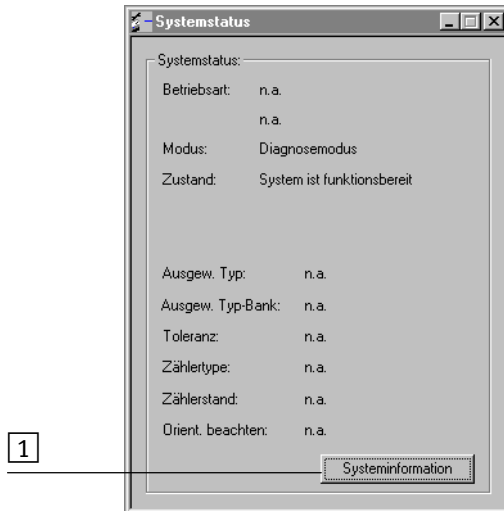 Systemstatus
Systemstatus:
Betriebsart: n.a.
n.a.
Modus: Diagnosemodus
Zustand: System ist funktionsbereit
Ausgew. Typ: n.a.
Ausgew. Typ-Bank: n.a.
Toleranz: n.a.
Zählertype: n.a.
Zählerstand: n.a.
Orient. beachten: n.a.
1
Systeminformation